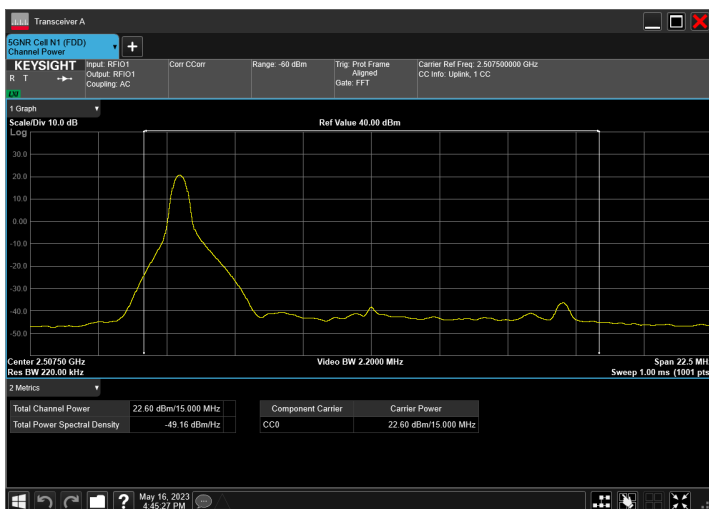 Transceiver A
5GNR Cell N1 (FDD)
Channel Power
KEYSIGHT
R T
LXI
Input: RFIO1
Output: RFIO1
Coupling: AC
Corr CCorr
Range: -60 dBm
Trig: Prot Frame
Aligned
Gate: FFT
Carrier Ref Freq: 2.507500000 GHz
CC Info: Uplink, 1 CC
1 Graph
Scale/Div 10.0 dB
Ref Value 40.00 dBm
Log
30.0
20.0
10.0
0.00
-10.0
-20.0
-30.0
-40.0
-50.0
Center 2.50750 GHz
Video BW 2.2000 MHz
Span 22.5 MH
Res BW 220.00 kHz
Sweep 1.00 ms (1001 pts
2 Metrics
Total Channel Power 22.60 dBm/15.000 MHz
Total Power Spectral Density -49.16 dBm/Hz
Component Carrier Carrier Power
CC0 22.60 dBm/15.000 MHz
May 16, 2023
4:45:27 PM